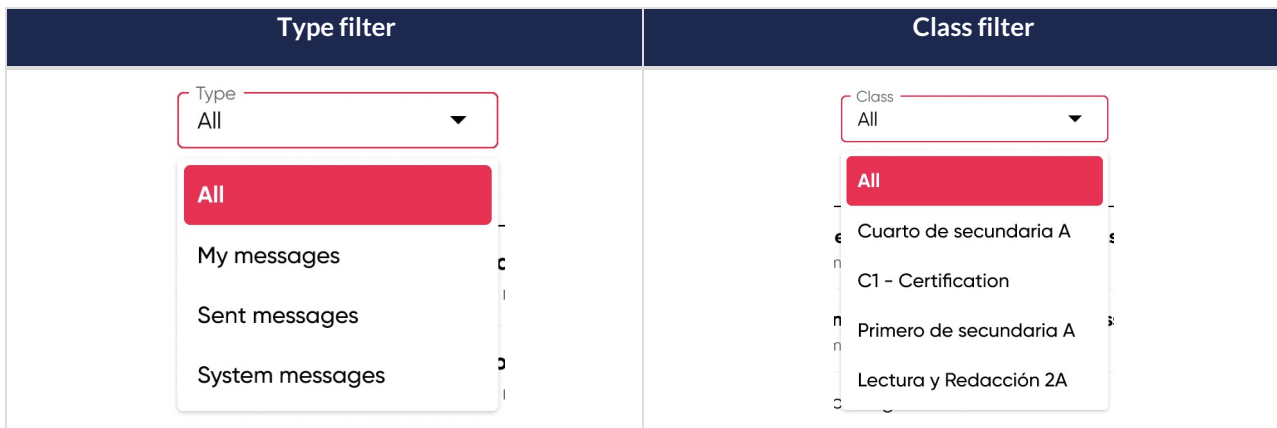 Type filter
Class filter
Type
All
All
My messages
Sent messages
System messages
Class
All
All
Cuarto de secundaria A
C1 - Certification
Primero de secundaria A
Lectura y Redacción 2A